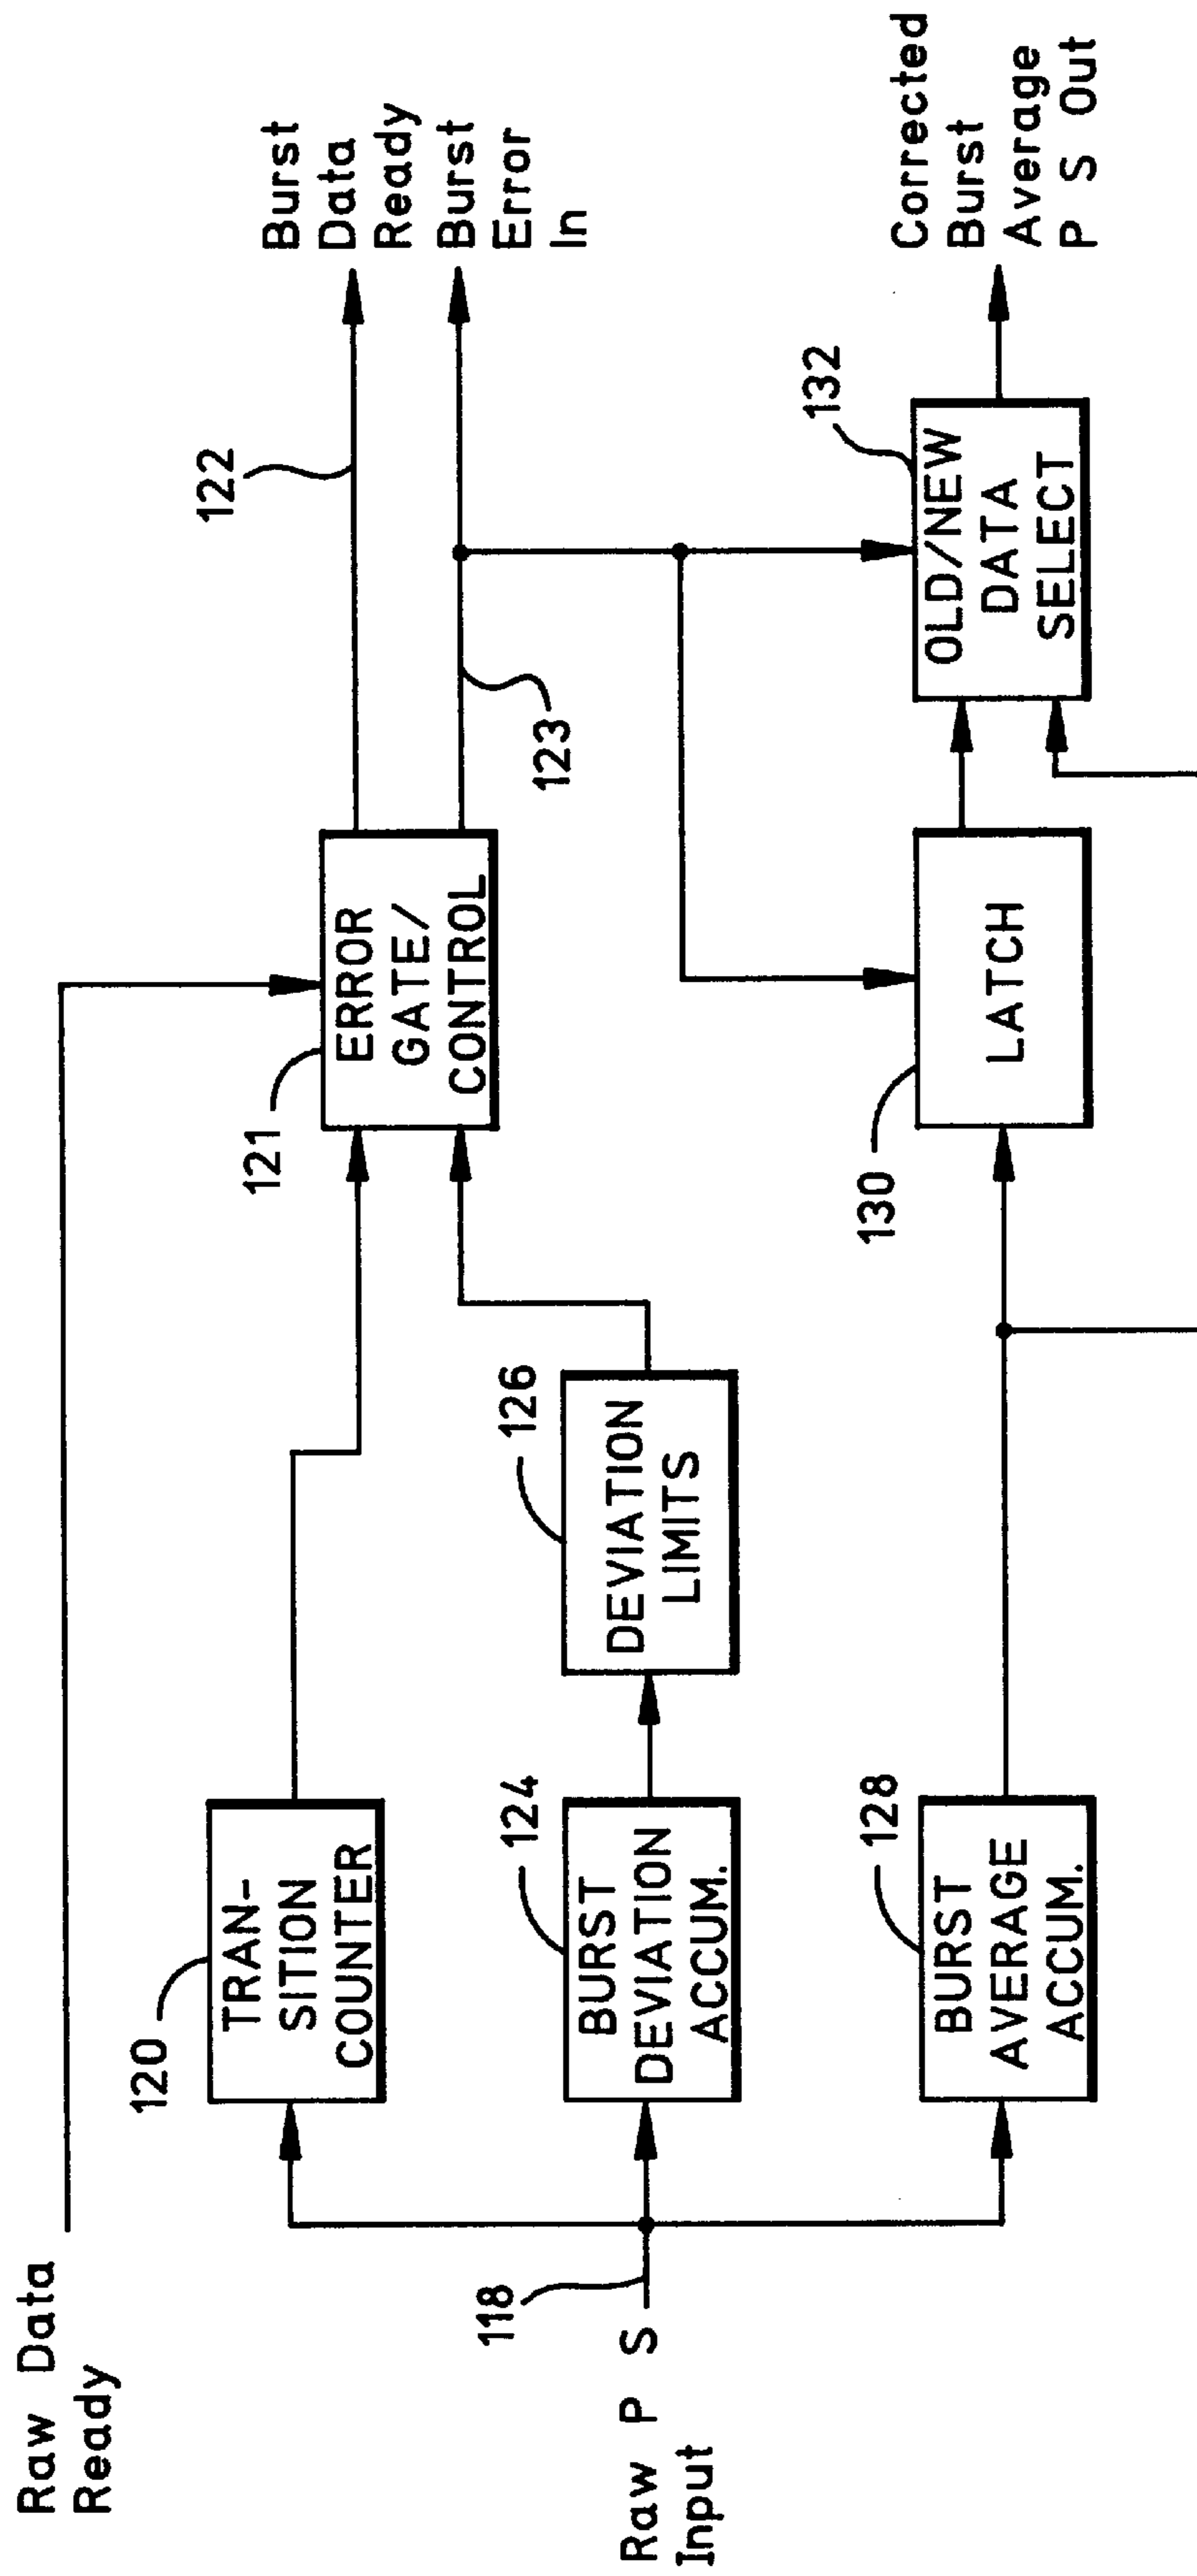 Raw Data
Ready
Raw P S
Input
118
120
TRAN-
SITION
COUNTER
124
BURST
DEVIATION
ACCUM.
128
BURST
AVERAGE
ACCUM.
126
DEVIATION
LIMITS
121
ERROR
GATE/
CONTROL
130
LATCH
122
123
132
OLD/NEW
DATA
SELECT
Burst
Data
Ready
Burst
Error
In
Corrected
Burst
Average
P S Out